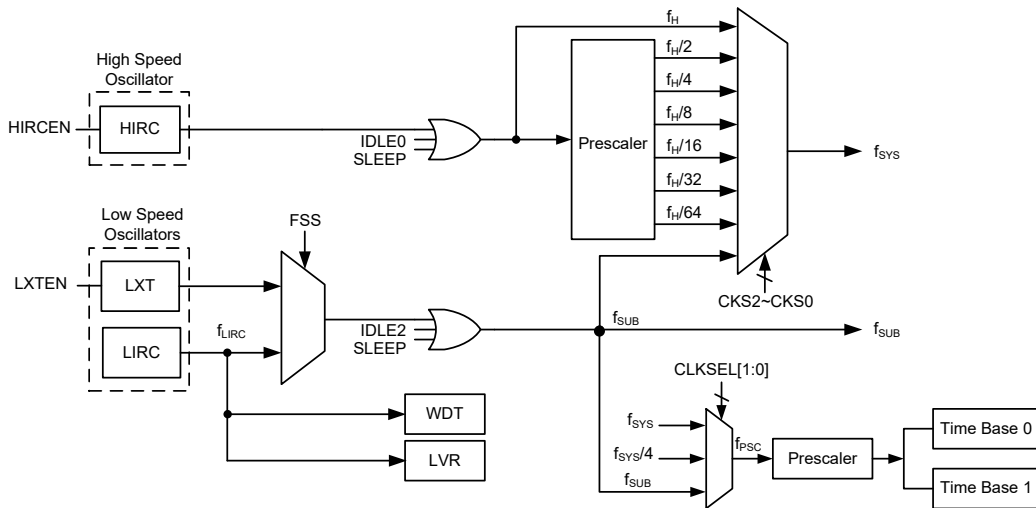 High Speed
Oscillator
HIRCEN
HIRC
IDLE0
SLEEP
Prescaler
fH
fH/2
fH/4
fH/8
fH/16
fH/32
fH/64
CKS2~CKS0
fSYS
Low Speed
Oscillators
LXTEN
LXT
LIRC
fLIRC
FSS
IDLE2
SLEEP
fSUB
fSUB
WDT
LVR
CLKSEL[1:0]
fSYS
fSYS/4
fSUB
fPSC
Prescaler
Time Base 0
Time Base 1